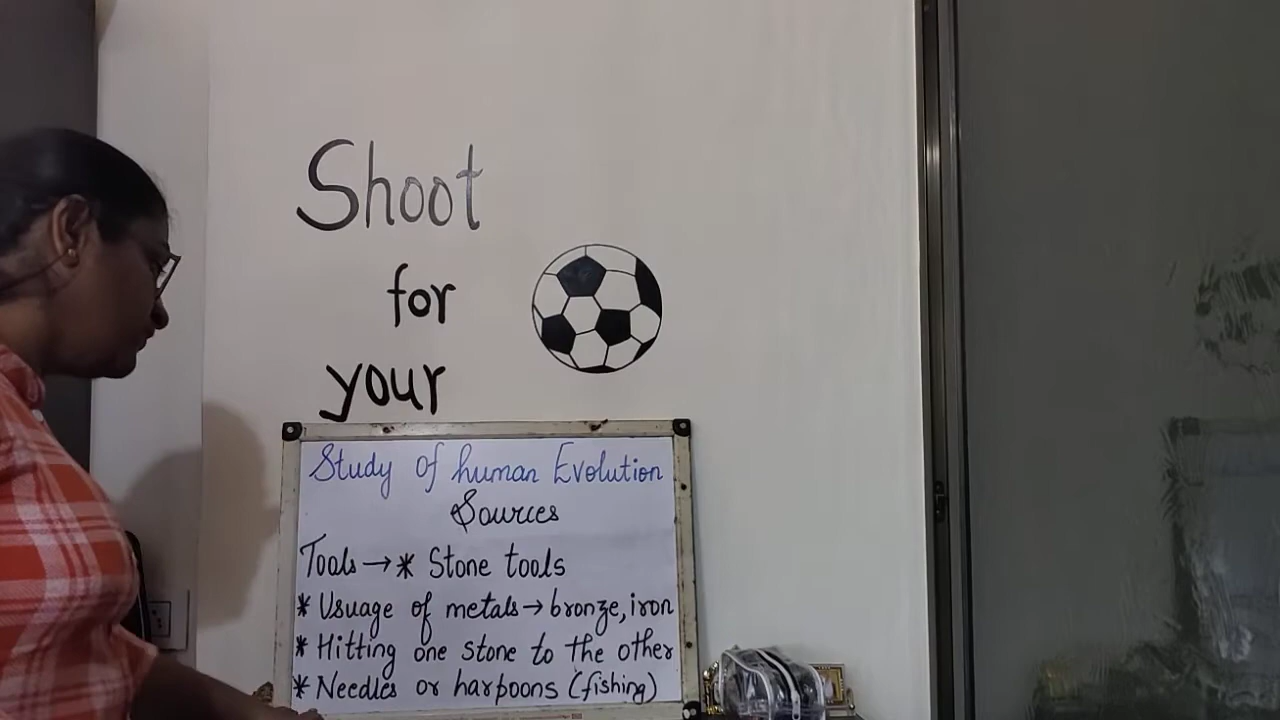 Shoot
for
your
Study of human Evolution
Sources
Tools → * Stone tools
* Usuage of metals → bronze, iron
* Hitting one stone to the other
* Needles or harpoons (fishing)